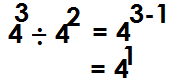 4³ ÷ 4² = 4³⁻¹
= 4¹